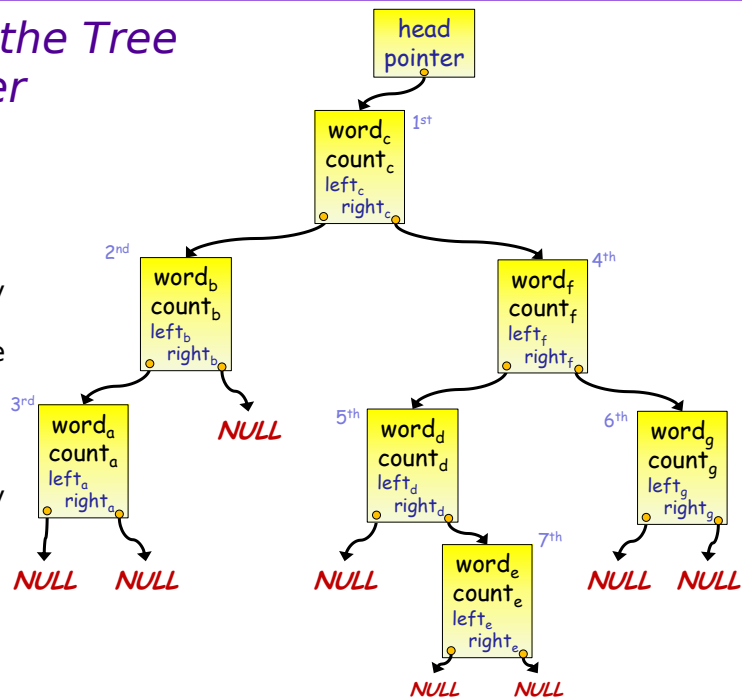 the Tree
er
head
pointer
1st
word_c
count_c
left_c
right_c
2nd
word_b
count_b
left_b
right_b
4th
word_f
count_f
left_f
right_f
y
e
3rd
word_a
count_a
left_a
right_a
NULL
5th
word_d
count_d
left_d
right_d
6th
word_g
count_g
left_g
right_g
y
NULL NULL
NULL
7th
word_e
count_e
left_e
right_e
NULL NULL
NULL NULL